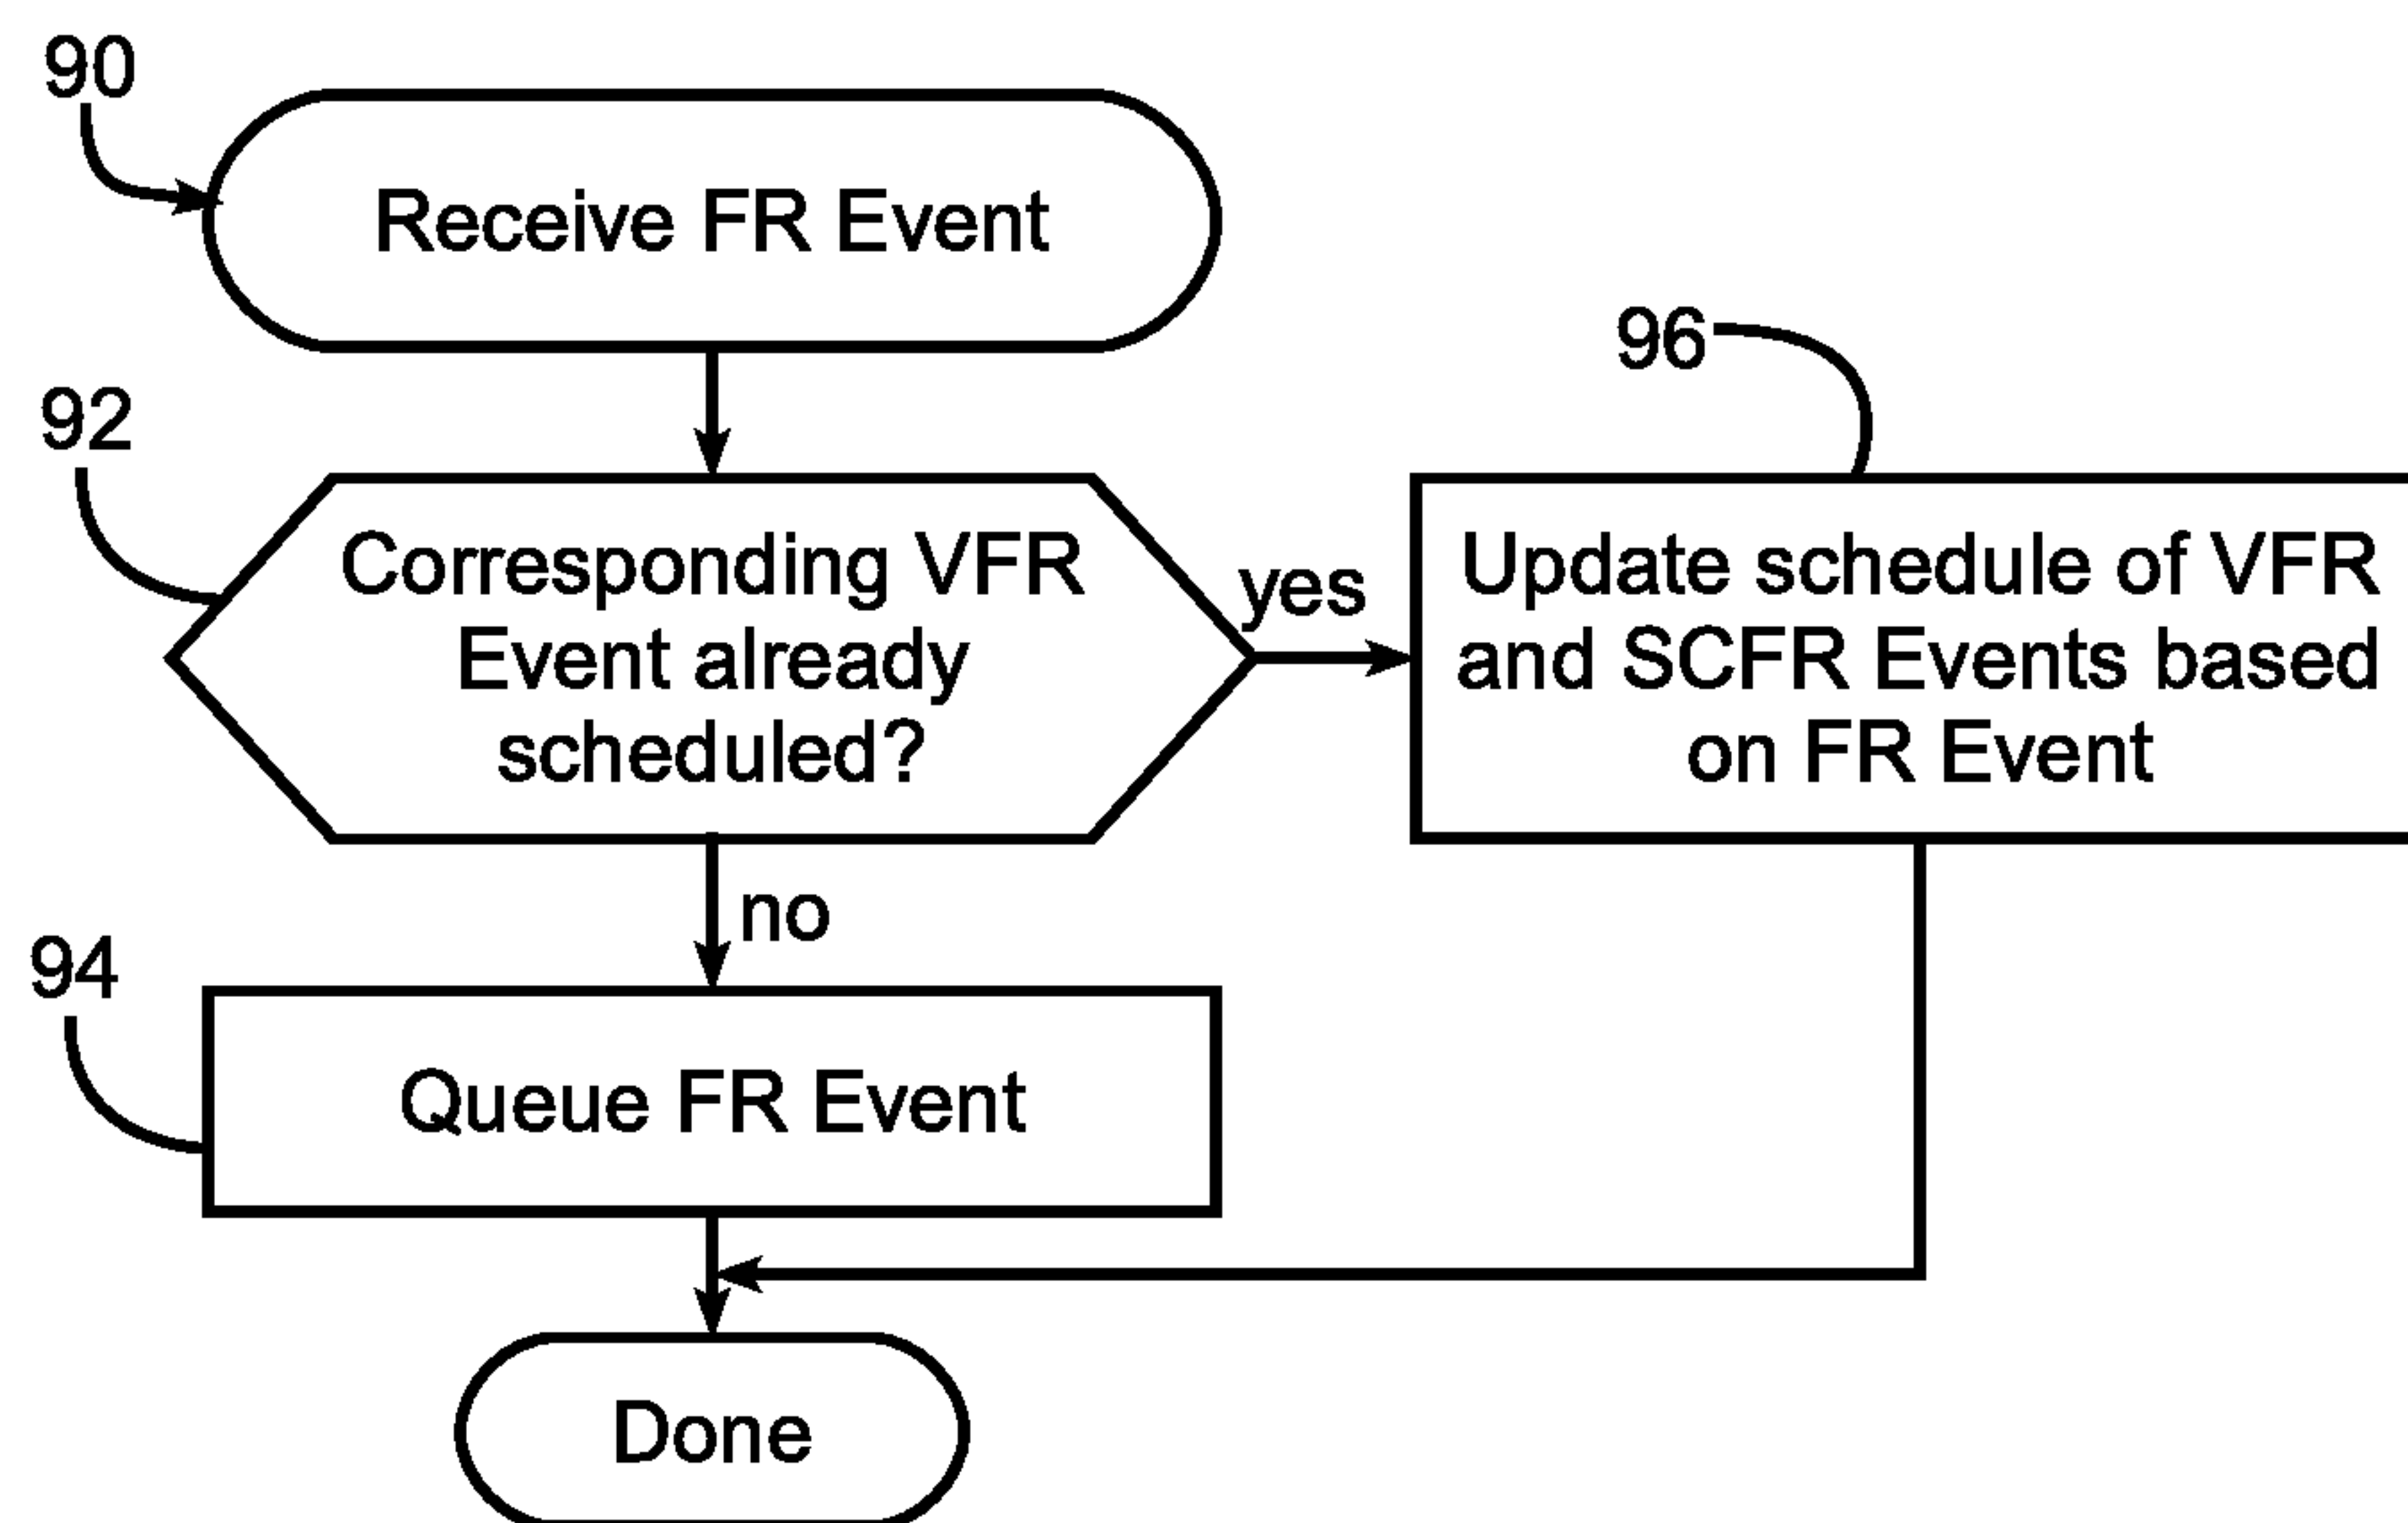 90
Receive FR Event
92
Corresponding VFR
Event already
scheduled?
yes
96
Update schedule of VFR
and SCFR Events based
on FR Event
no
94
Queue FR Event
Done